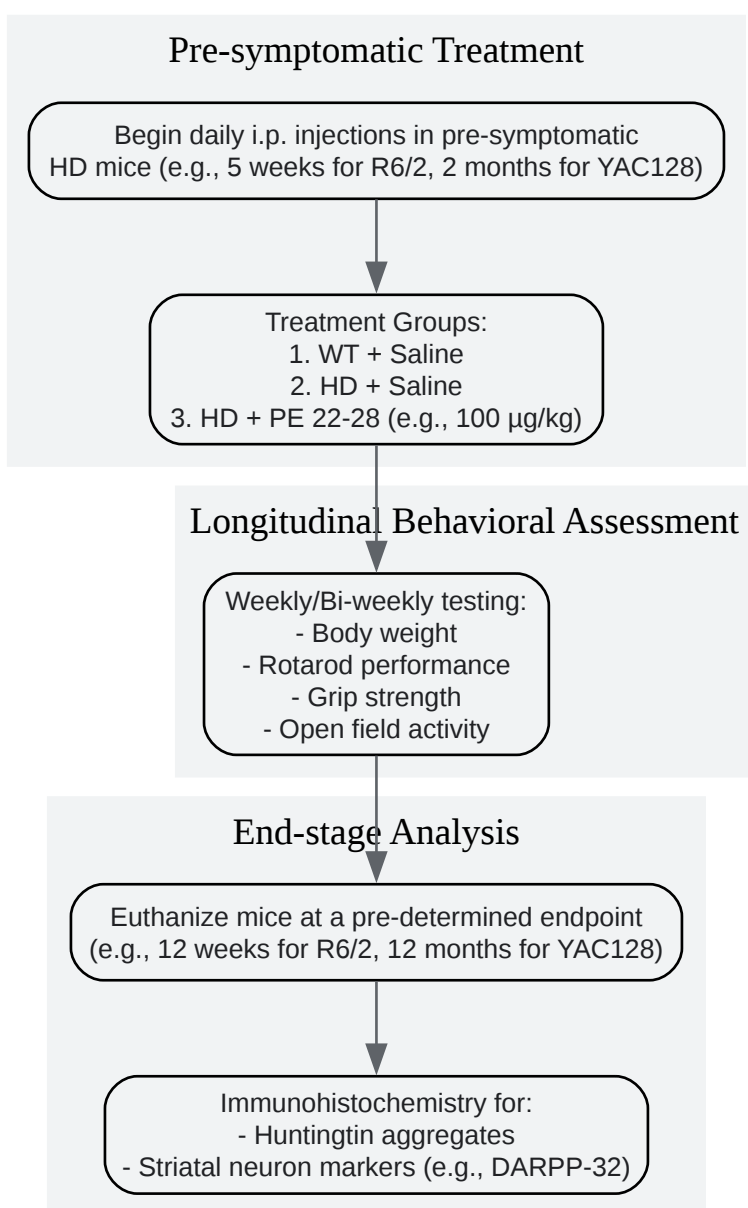 Pre-symptomatic Treatment
Begin daily i.p. injections in pre-symptomatic
HD mice (e.g., 5 weeks for R6/2, 2 months for YAC128)
Treatment Groups:
1. WT + Saline
2. HD + Saline
3. HD + PE 22-28 (e.g., 100 µg/kg)
Longitudinal Behavioral Assessment
Weekly/Bi-weekly testing:
- Body weight
- Rotarod performance
- Grip strength
- Open field activity
End-stage Analysis
Euthanize mice at a pre-determined endpoint
(e.g., 12 weeks for R6/2, 12 months for YAC128)
Immunohistochemistry for:
- Huntingtin aggregates
- Striatal neuron markers (e.g., DARPP-32)